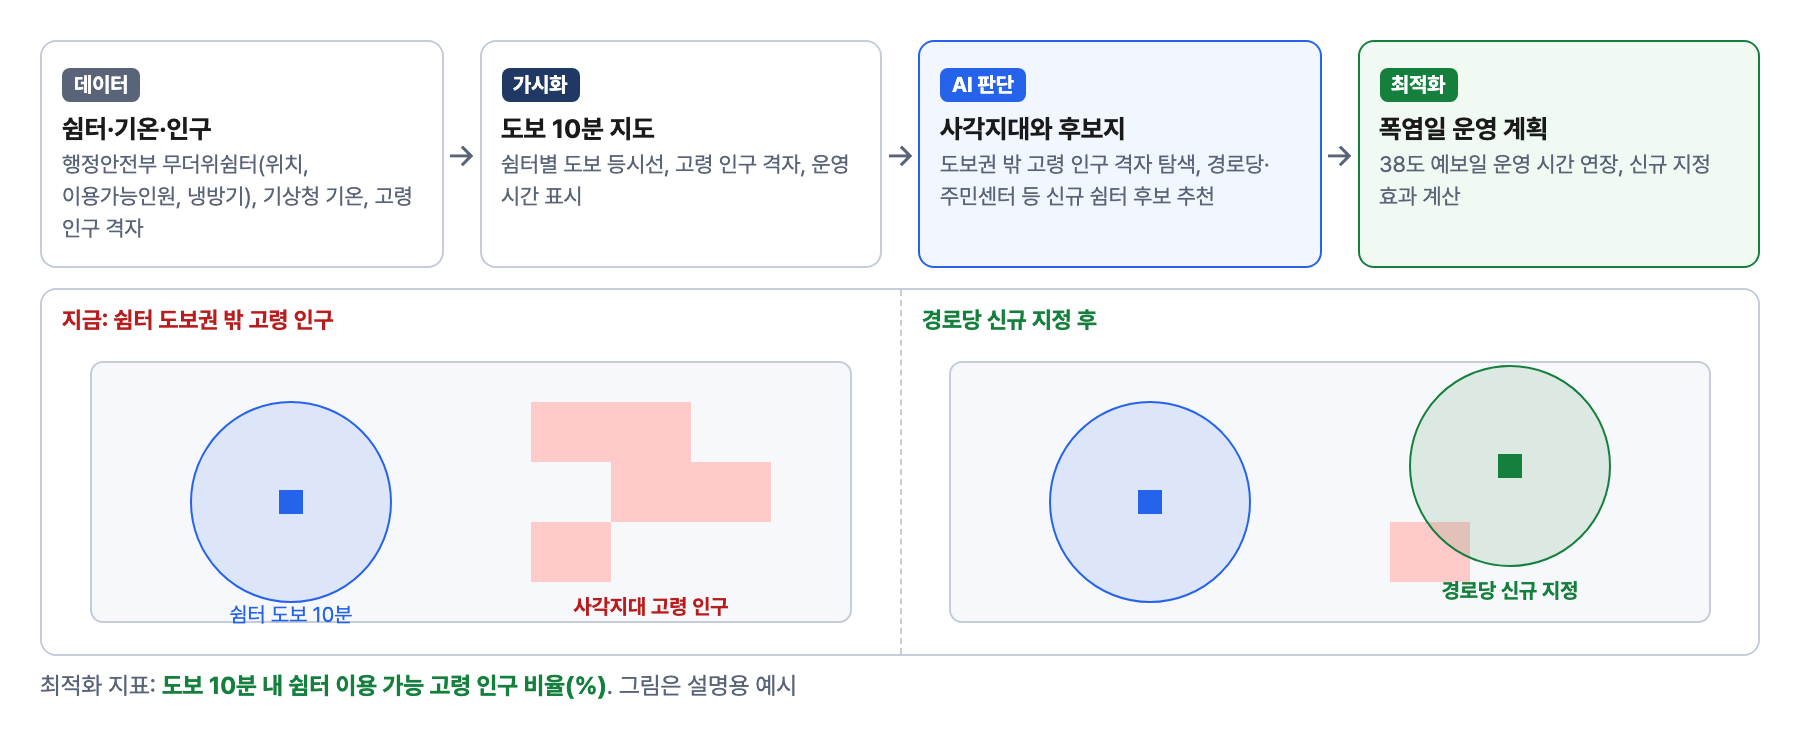 데이터
쉼터·기온·인구
행정안전부 무더위쉼터(위치,
이용가능인원, 냉방기), 기상청 기온, 고령
인구 격자
가시화
도보 10분 지도
쉼터별 도보 등시선, 고령 인구 격자, 운영
시간 표시
AI 판단
사각지대와 후보지
도보권 밖 고령 인구 격자 탐색, 경로당·
주민센터 등 신규 쉼터 후보 추천
최적화
폭염일 운영 계획
38도 예보일 운영 시간 연장, 신규 지정
효과 계산
지금: 쉼터 도보권 밖 고령 인구
쉼터 도보 10분
사각지대 고령 인구
경로당 신규 지정 후
경로당 신규 지정
최적화 지표: 도보 10분 내 쉼터 이용 가능 고령 인구 비율(%). 그림은 설명용 예시